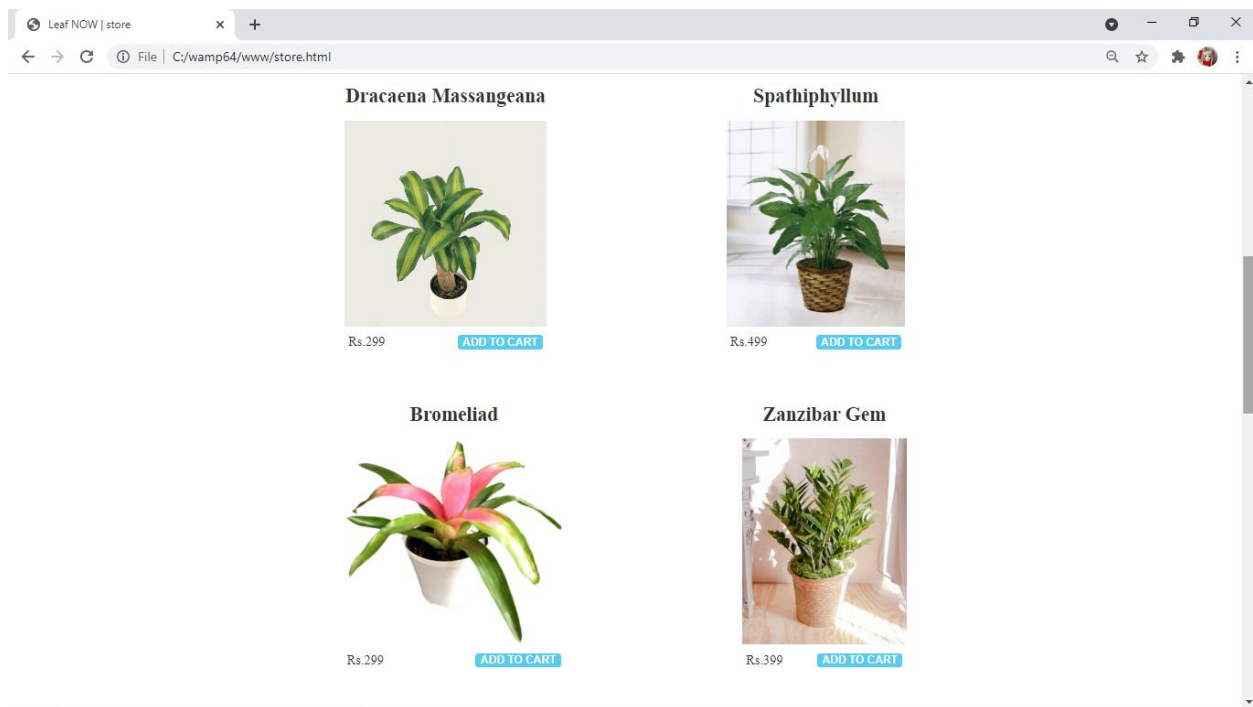 Leaf NOW | store
File | C:/wamp64/www/store.html
Dracaena Massangeana
Spathiphyllum
Rs.299
ADD TO CART
Rs.499
ADD TO CART
Bromeliad
Zanzibar Gem
Rs.299
ADD TO CART
Rs.399
ADD TO CART